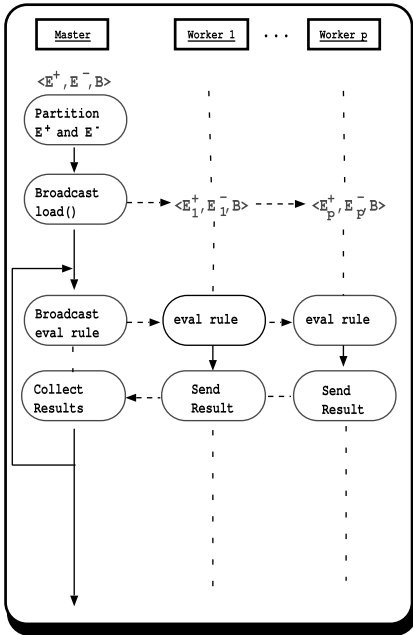 Master
Worker 1
. . .
Worker p
<E+,E-,B>
Partition
E+ and E-
Broadcast
load()
<E1+,E1-,B>
<Ep+,Ep-,B>
Broadcast
eval rule
eval rule
eval rule
Collect
Results
Send
Result
Send
Result